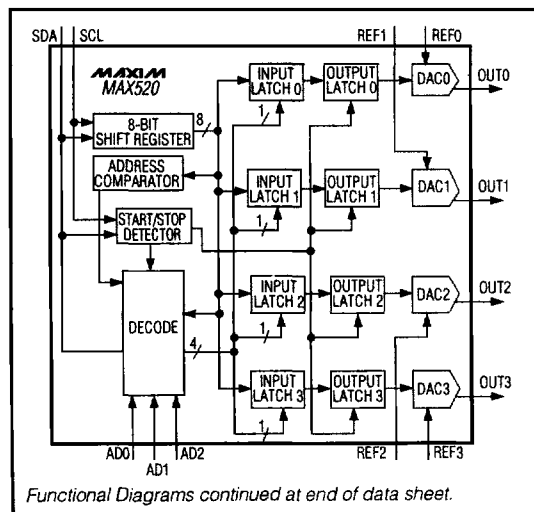 SDA SCL REF1 REF0
MAXIM
MAX520
8-BIT
SHIFT REGISTER
8
ADDRESS
COMPARATOR
START/STOP
DETECTOR
DECODE
4
INPUT
LATCH 0
OUTPUT
LATCH 0
DAC0
OUT0
1
INPUT
LATCH 1
OUTPUT
LATCH 1
DAC1
OUT1
1
INPUT
LATCH 2
OUTPUT
LATCH 2
DAC2
OUT2
1
INPUT
LATCH 3
OUTPUT
LATCH 3
DAC3
OUT3
1
AD0 AD1 AD2 REF2 REF3
Functional Diagrams continued at end of data sheet.